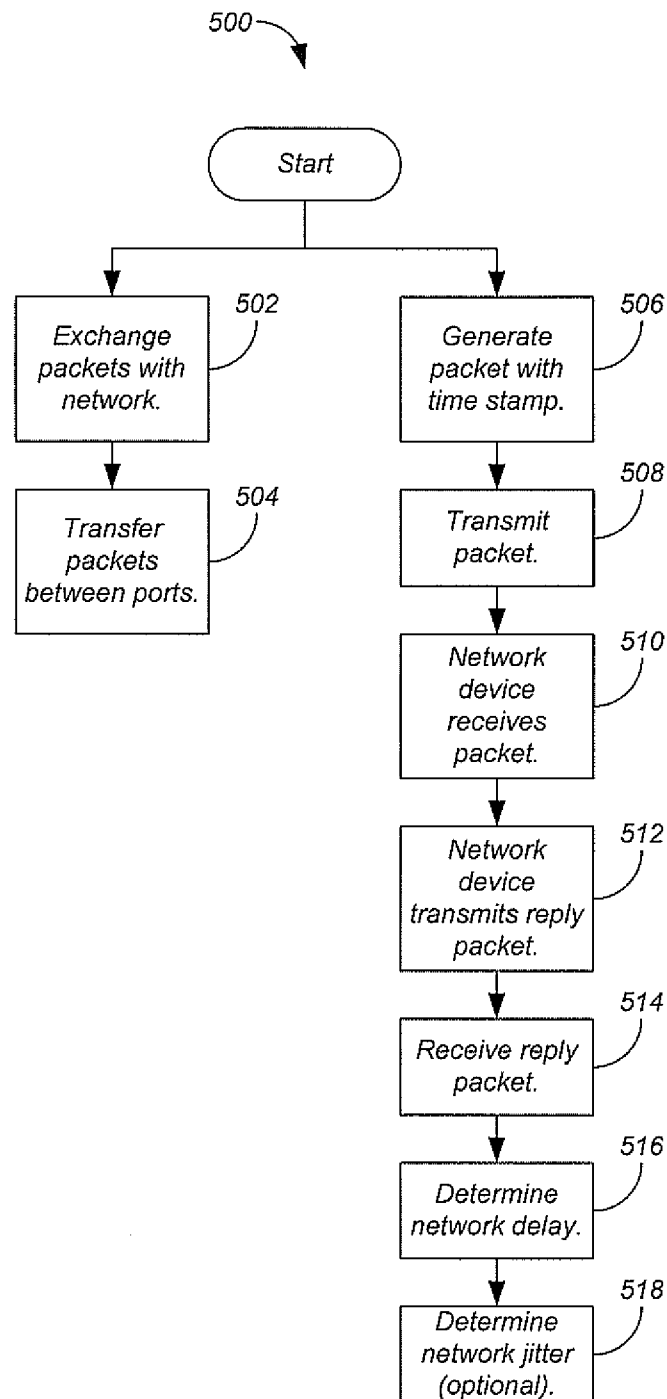 500
Start
502
Exchange
packets with
network.
504
Transfer
packets
between ports.
506
Generate
packet with
time stamp.
508
Transmit
packet.
510
Network
device
receives
packet.
512
Network
device
transmits reply
packet.
514
Receive reply
packet.
516
Determine
network delay.
518
Determine
network jitter
(optional).